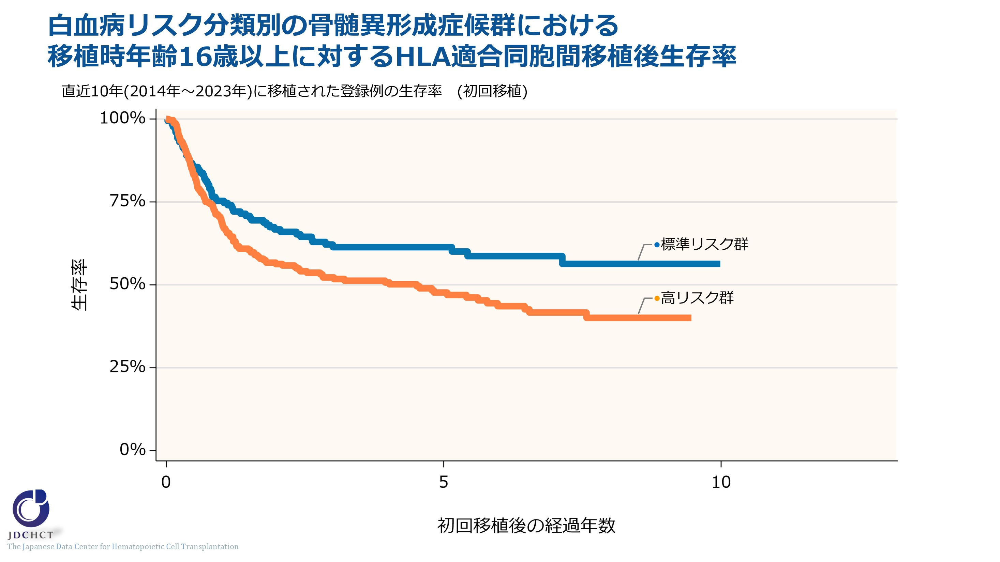 白血病リスク分類別の骨髄異形成症候群における
移植時年齢16歳以上に対するHLA適合同胞間移植後生存率
直近10年(2014年～2023年)に移植された登録例の生存率　(初回移植)
100%
75%
50%
25%
0%
生存率
標準リスク群
高リスク群
0
5
10
初回移植後の経過年数
JDCHCT
The Japanese Data Center for Hematopoietic Cell Transplantation